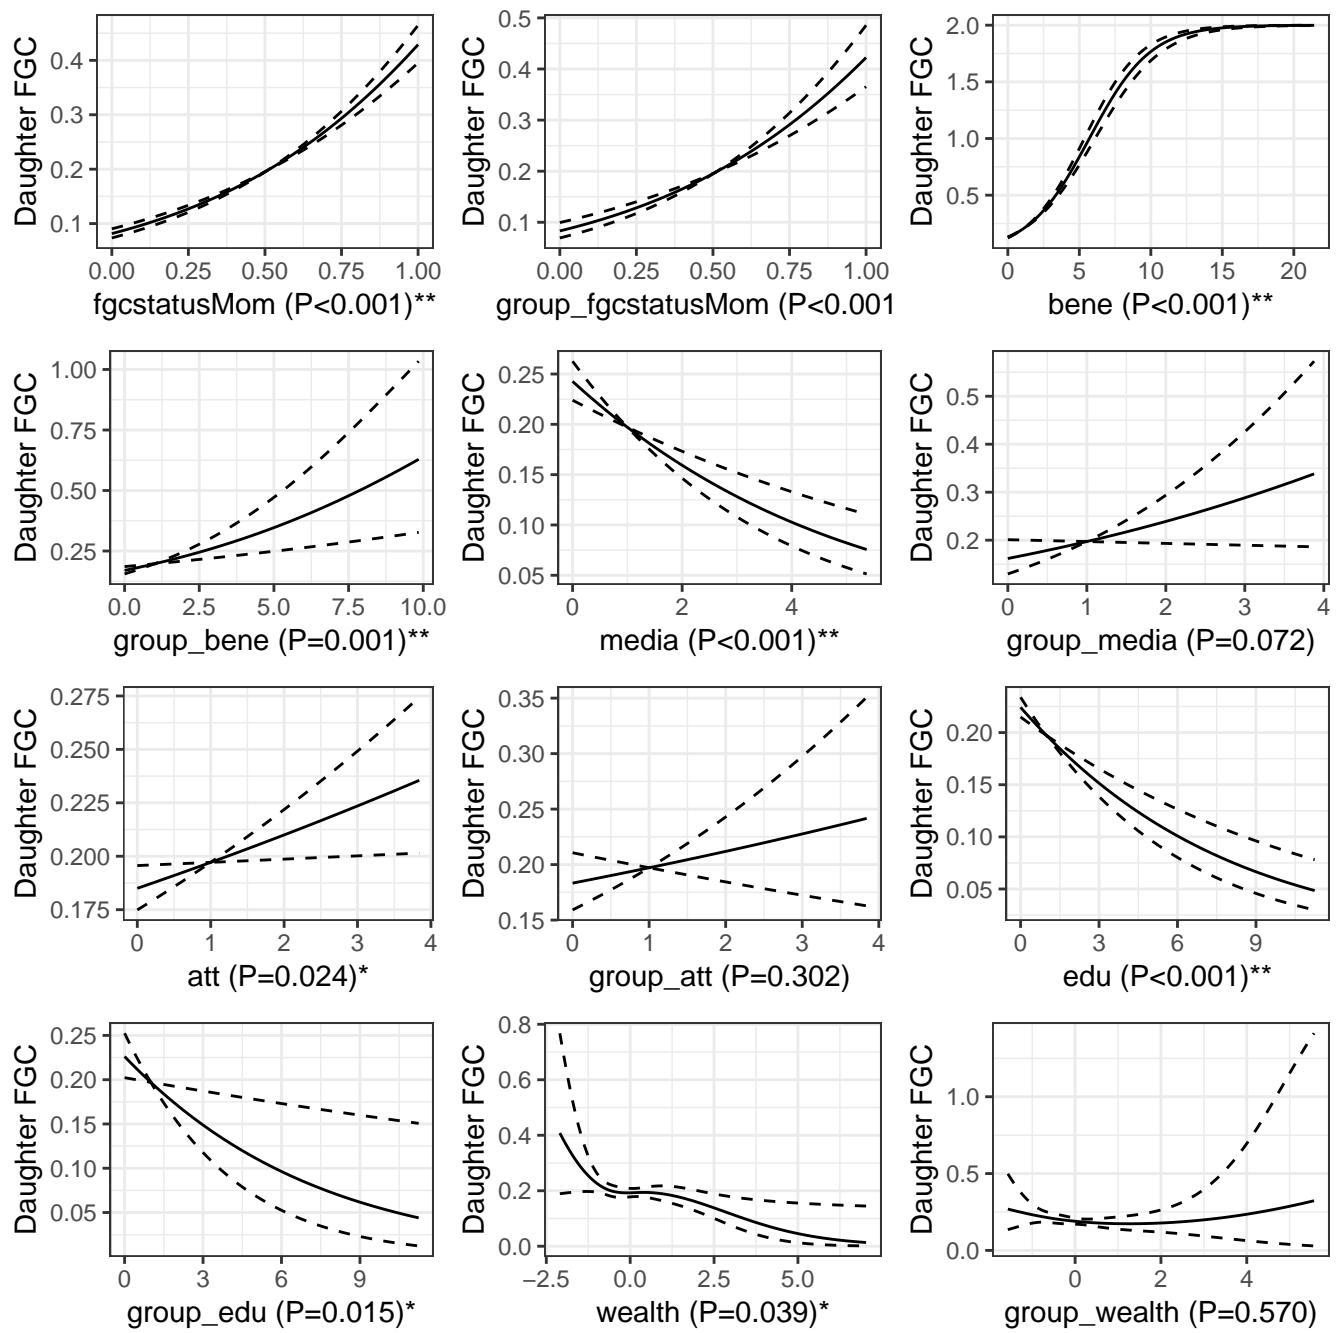 Daughter FGC
0.4
0.3
0.2
0.1
0.00 0.25 0.50 0.75 1.00
fgcstatusMom (P<0.001)**
Daughter FGC
0.5
0.4
0.3
0.2
0.1
0.00 0.25 0.50 0.75 1.00
group_fgcstatusMom (P<0.001
Daughter FGC
2.0
1.5
1.0
0.5
0 5 10 15 20
bene (P<0.001)**
Daughter FGC
1.00
0.75
0.50
0.25
0.0 2.5 5.0 7.5 10.0
group_bene (P=0.001)**
Daughter FGC
0.25
0.20
0.15
0.10
0.05
0 2 4
media (P<0.001)**
Daughter FGC
0.5
0.4
0.3
0.2
0 1 2 3 4
group_media (P=0.072)
Daughter FGC
0.275
0.250
0.225
0.200
0.175
0 1 2 3 4
att (P=0.024)*
Daughter FGC
0.35
0.30
0.25
0.20
0.15
0 1 2 3 4
group_att (P=0.302)
Daughter FGC
0.20
0.15
0.10
0.05
0 3 6 9
edu (P<0.001)**
Daughter FGC
0.25
0.20
0.15
0.10
0.05
0 3 6 9
group_edu (P=0.015)*
Daughter FGC
0.8
0.6
0.4
0.2
0.0
−2.5 0.0 2.5 5.0
wealth (P=0.039)*
Daughter FGC
1.0
0.5
0.0
0 2 4
group_wealth (P=0.570)